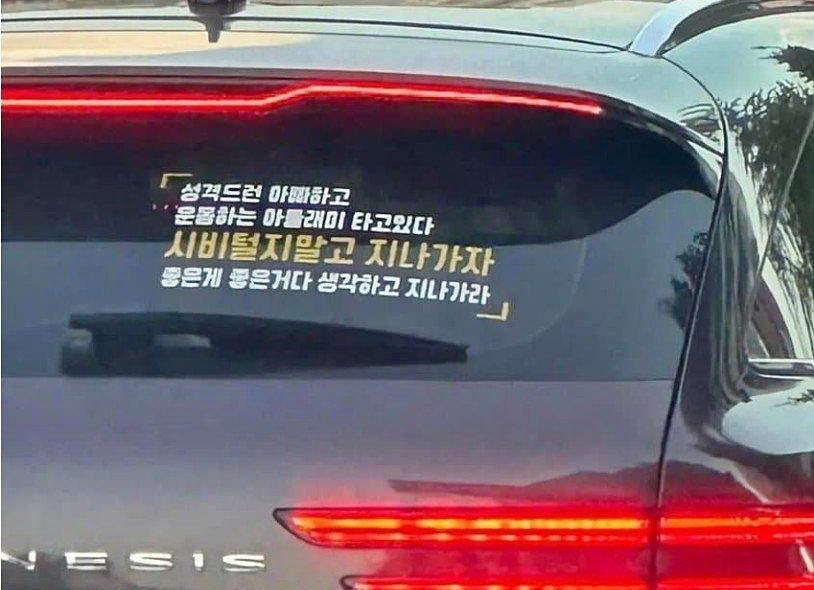 성격드런 아빠하고
운동하는 아들래미 타고있다
시비털지말고 지나가자
좋은게 좋은거다 생각하고 지나가라
NESIS